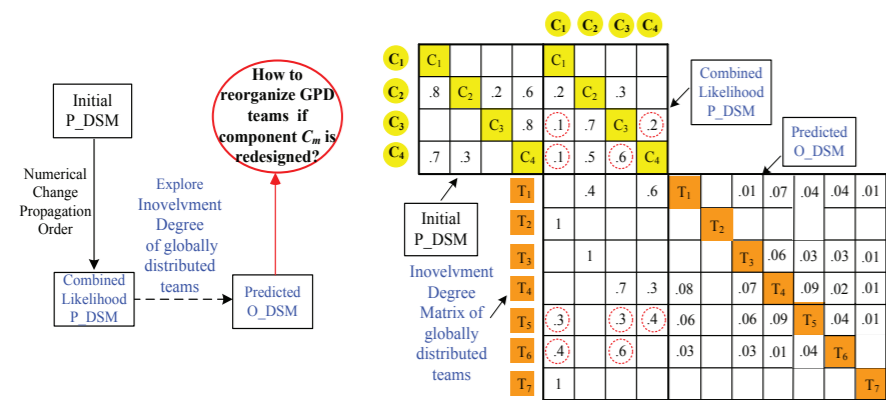 How to
reorganize GPD
teams if
component Cm is
redesigned?
Initial
P_DSM
Numerical
Change
Propagation
Order
Explore
Inovelvment
Degree
of globally
distributed
teams
Combined
Likelihood
P_DSM
Predicted
O_DSM
C1 C2 C3 C4
C1 C1 C1
C2 .8 C2 .2 .6 .2 C2 .3
C3 C3 .8 .1 .7 C3 .2
C4 .7 .3 C4 .1 .5 .6 C4
Combined
Likelihood
P_DSM
Predicted
O_DSM
Initial
P_DSM
Inovelvment
Degree
Matrix of
globally
distributed
teams
T1 .4 .6 T1 .01 .07 .04 .04 .01
T2 1 T2
T3 1 T3 .06 .03 .03 .01
T4 .7 .3 .08 .07 T4 .09 .02 .01
T5 .3 .3 .4 .06 .06 .09 T5 .04 .01
T6 .4 .6 .03 .03 .01 .04 T6
T7 1 T7